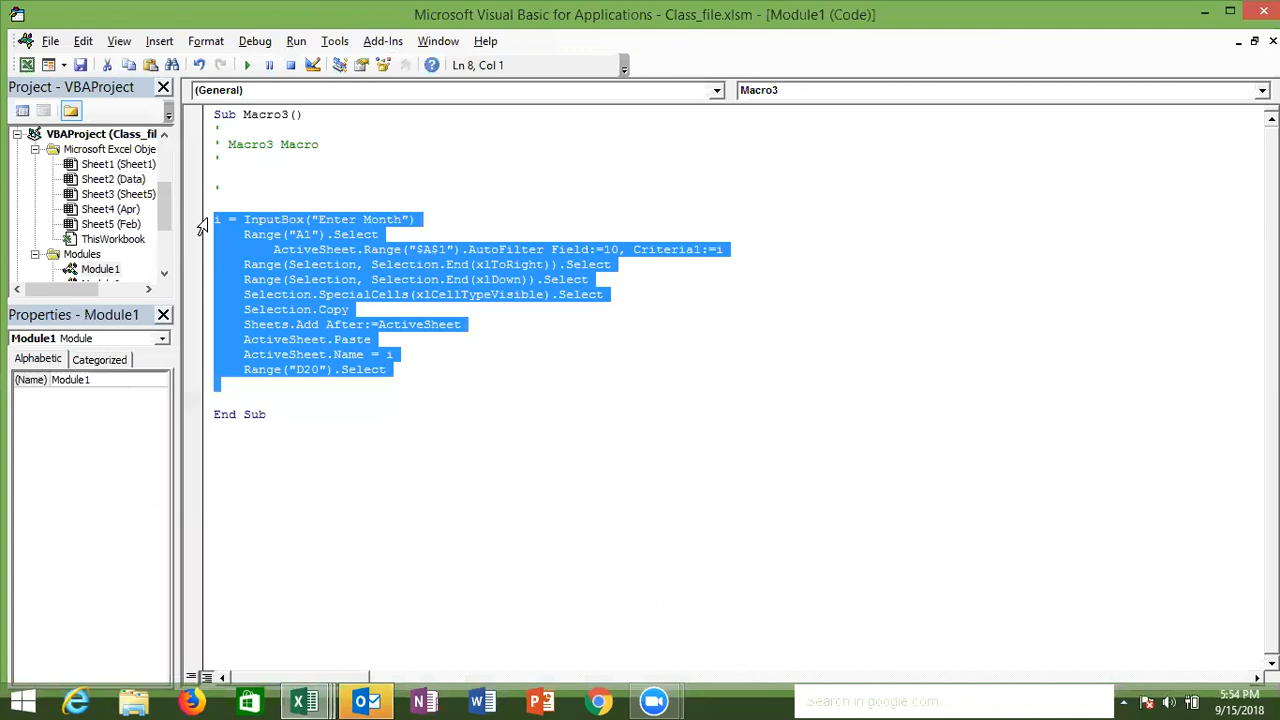 Microsoft Visual Basic for Applications - Class_file.xlsm - [Module1 (Code)]
File Edit View Insert Format Debug Run Tools Add-Ins Window Help
Ln 8, Col 1
Project - VBAProject
(General)
Macro3
VBAProject (Class_fil
Microsoft Excel Obje
Sheet1 (Sheet1)
Sheet2 (Data)
Sheet3 (Sheet5)
Sheet4 (Apr)
Sheet5 (Feb)
ThisWorkbook
Modules
Module1
Properties - Module1
Module1 Module
Alphabetic Categorized
(Name) Module1
Sub Macro3()
'
' Macro3 Macro
'
'
i = InputBox("Enter Month")
Range("A1").Select
ActiveSheet.Range("$A$1").AutoFilter Field:=10, Criteria1:=i
Range(Selection, Selection.End(xlToRight)).Select
Range(Selection, Selection.End(xlDown)).Select
Selection.SpecialCells(xlCellTypeVisible).Select
Selection.Copy
Sheets.Add After:=ActiveSheet
ActiveSheet.Paste
ActiveSheet.Name = i
Range("D20").Select
End Sub
Search in google.com
5:54 PM
9/15/2018